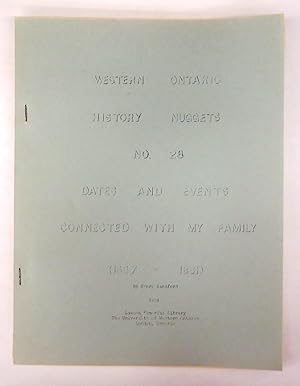 WESTERN ONTARIO
HISTORY NUGGETS
NO. 28
DATES AND EVENTS
CONNECTED WITH MY FAMILY
Lawson Memorial Library
The University of Western Ontario
London, Ontario